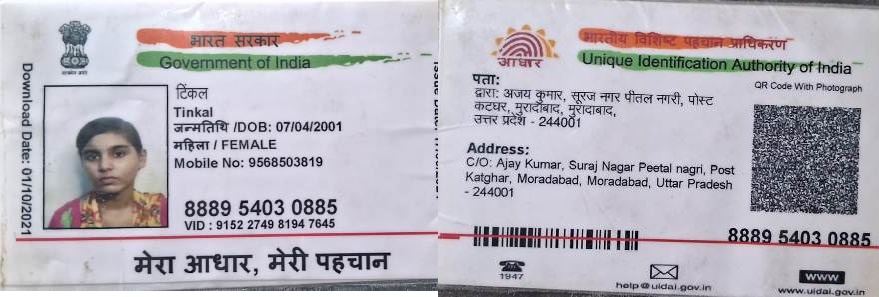 भारत सरकार
Government of India
Download Date: 01/10/2021
टिंकल
Tinkal
जन्मतिथि /DOB: 07/04/2001
महिला / FEMALE
Mobile No: 9568503819
8889 5403 0885
VID : 9152 2749 8194 7645
मेरा आधार, मेरी पहचान
Issue Date:
आधार
भारतीय विशिष्ट पहचान प्राधिकरण
Unique Identification Authority of India
QR Code With Photograph
पता:
द्वारा: अजय कुमार, सूरज नगर पीतल नगरी, पोस्ट
कटघर, मुरादाबाद, मुरादाबाद,
उत्तर प्रदेश - 244001
Address:
C/O: Ajay Kumar, Suraj Nagar Peetal nagri, Post
Katghar, Moradabad, Moradabad, Uttar Pradesh
- 244001
8889 5403 0885
1947
help@uidai.gov.in
www
www.uidai.gov.in